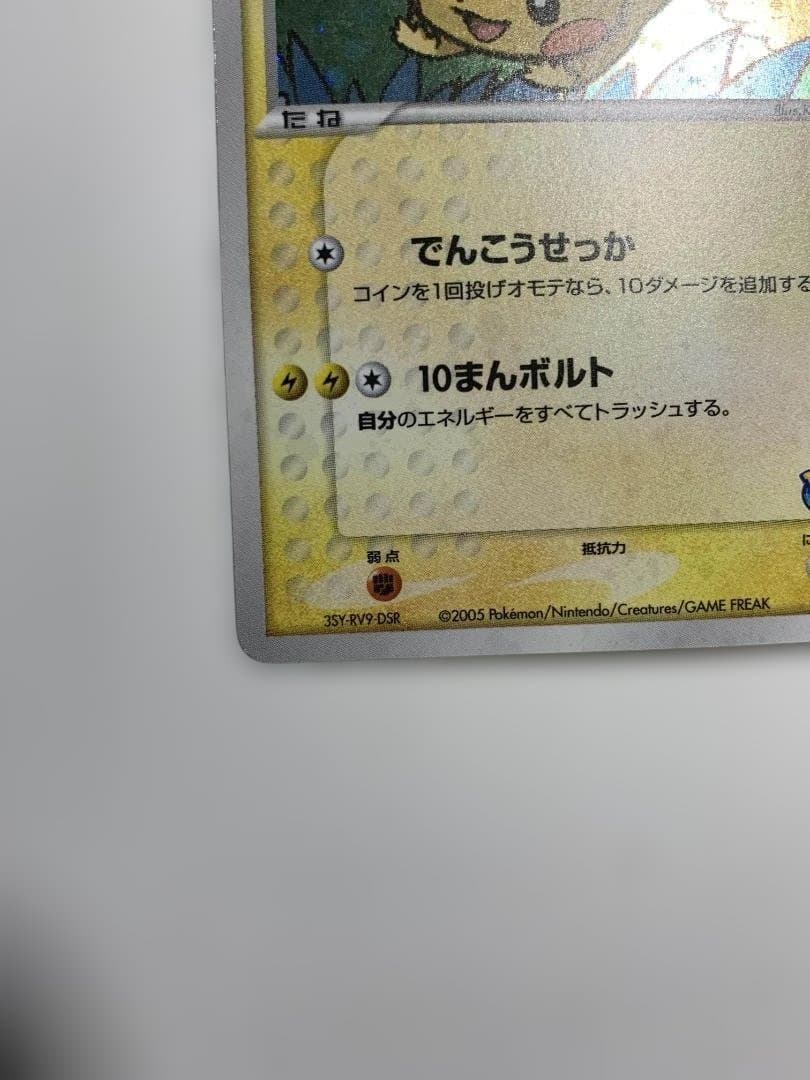 たね
でんこうせっか
コインを1回投げオモテなら、10ダメージを追加する
10まんボルト
自分のエネルギーをすべてトラッシュする。
弱点
抵抗力
に
3SY-RV9-DSR
©2005 Pokémon/Nintendo/Creatures/GAME FREAK